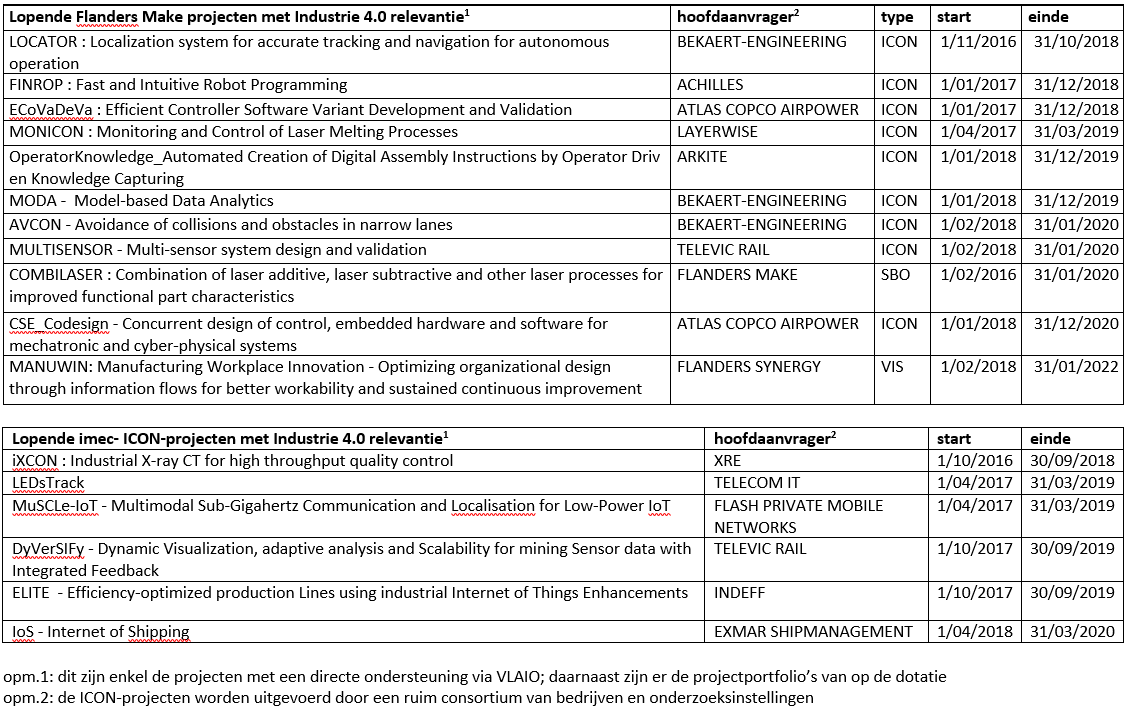 Lopende Flanders Make projecten met Industrie 4.0 relevantie1 hoofdaanvrager2 type start einde
LOCATOR : Localization system for accurate tracking and navigation for autonomous BEKAERT-ENGINEERING ICON 1/11/2016 31/10/2018
operation
FINROP : Fast and Intuitive Robot Programming ACHILLES ICON 1/01/2017 31/12/2018
ECoVaDeVa : Efficient Controller Software Variant Development and Validation ATLAS COPCO AIRPOWER ICON 1/01/2017 31/12/2018
MONICON : Monitoring and Control of Laser Melting Processes LAYERWISE ICON 1/04/2017 31/03/2019
OperatorKnowledge_Automated Creation of Digital Assembly Instructions by Operator Driv ARKITE ICON 1/01/2018 31/12/2019
en Knowledge Capturing
MODA - Model-based Data Analytics BEKAERT-ENGINEERING ICON 1/01/2018 31/12/2019
AVCON - Avoidance of collisions and obstacles in narrow lanes BEKAERT-ENGINEERING ICON 1/02/2018 31/01/2020
MULTISENSOR - Multi-sensor system design and validation TELEVIC RAIL ICON 1/02/2018 31/01/2020
COMBILASER : Combination of laser additive, laser subtractive and other laser processes for FLANDERS MAKE SBO 1/02/2016 31/01/2020
improved functional part characteristics
CSE_Codesign - Concurrent design of control, embedded hardware and software for ATLAS COPCO AIRPOWER ICON 1/01/2018 31/12/2020
mechatronic and cyber-physical systems
MANUWIN: Manufacturing Workplace Innovation - Optimizing organizational design FLANDERS SYNERGY VIS 1/02/2018 31/01/2022
through information flows for better workability and sustained continuous improvement
Lopende imec- ICON-projecten met Industrie 4.0 relevantie1 hoofdaanvrager2 start einde
iXCON : Industrial X-ray CT for high throughput quality control XRE 1/10/2016 30/09/2018
LEDsTrack TELECOM IT 1/04/2017 31/03/2019
MuSCLe-IoT - Multimodal Sub-Gigahertz Communication and Localisation for Low-Power IoT FLASH PRIVATE MOBILE 1/04/2017 31/03/2019
NETWORKS
DyVerSIFy - Dynamic Visualization, adaptive analysis and Scalability for mining Sensor data with TELEVIC RAIL 1/10/2017 30/09/2019
Integrated Feedback
ELITE - Efficiency-optimized production Lines using industrial Internet of Things Enhancements INDEFF 1/10/2017 30/09/2019
IoS - Internet of Shipping EXMAR SHIPMANAGEMENT 1/04/2018 31/03/2020
opm.1: dit zijn enkel de projecten met een directe ondersteuning via VLAIO; daarnaast zijn er de projectportfolio's van op de dotatie
opm.2: de ICON-projecten worden uitgevoerd door een ruim consortium van bedrijven en onderzoeksinstellingen